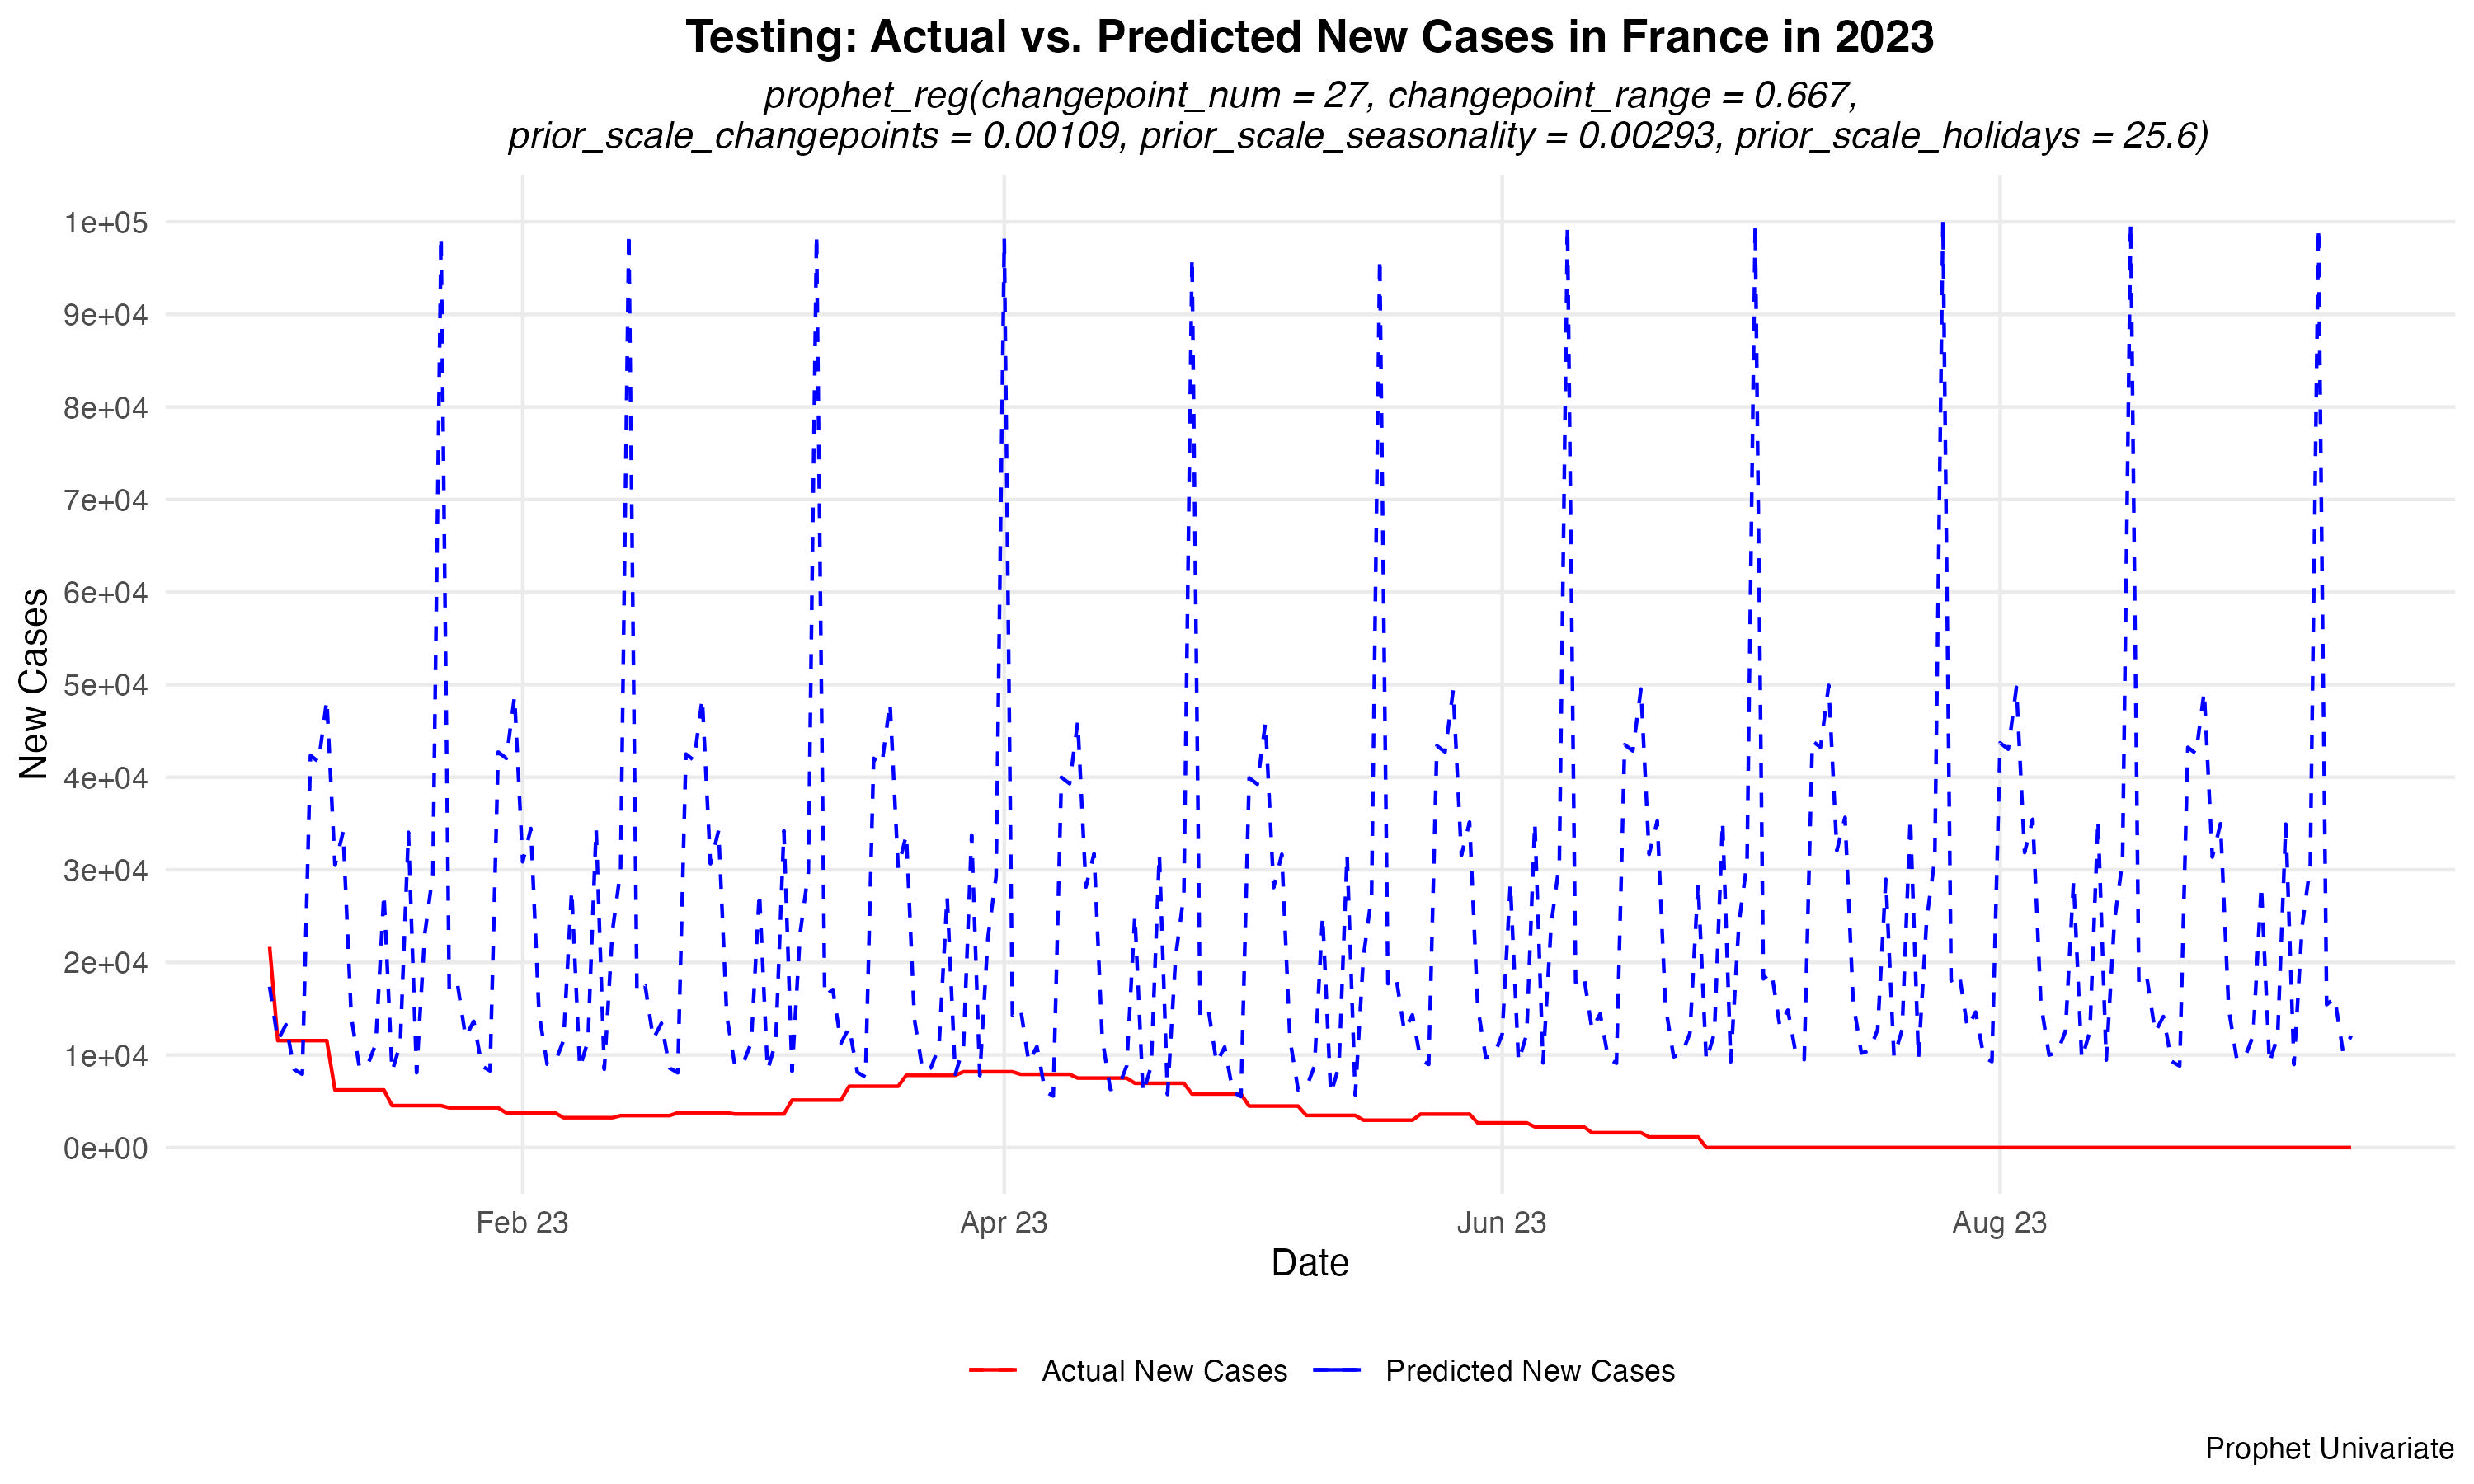 Testing: Actual vs. Predicted New Cases in France in 2023
prophet_reg(changepoint_num = 27, changepoint_range = 0.667,
prior_scale_changepoints = 0.00109, prior_scale_seasonality = 0.00293, prior_scale_holidays = 25.6)
New Cases
1e+05
9e+04
8e+04
7e+04
6e+04
5e+04
4e+04
3e+04
2e+04
1e+04
0e+00
Feb 23 Apr 23 Jun 23 Aug 23
Date
Actual New Cases Predicted New Cases
Prophet Univariate